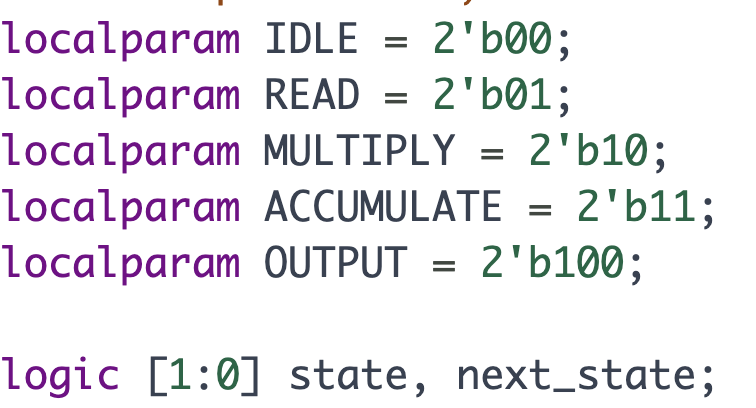 localparam IDLE = 2'b00;
localparam READ = 2'b01;
localparam MULTIPLY = 2'b10;
localparam ACCUMULATE = 2'b11;
localparam OUTPUT = 2'b100;
logic [1:0] state, next_state;